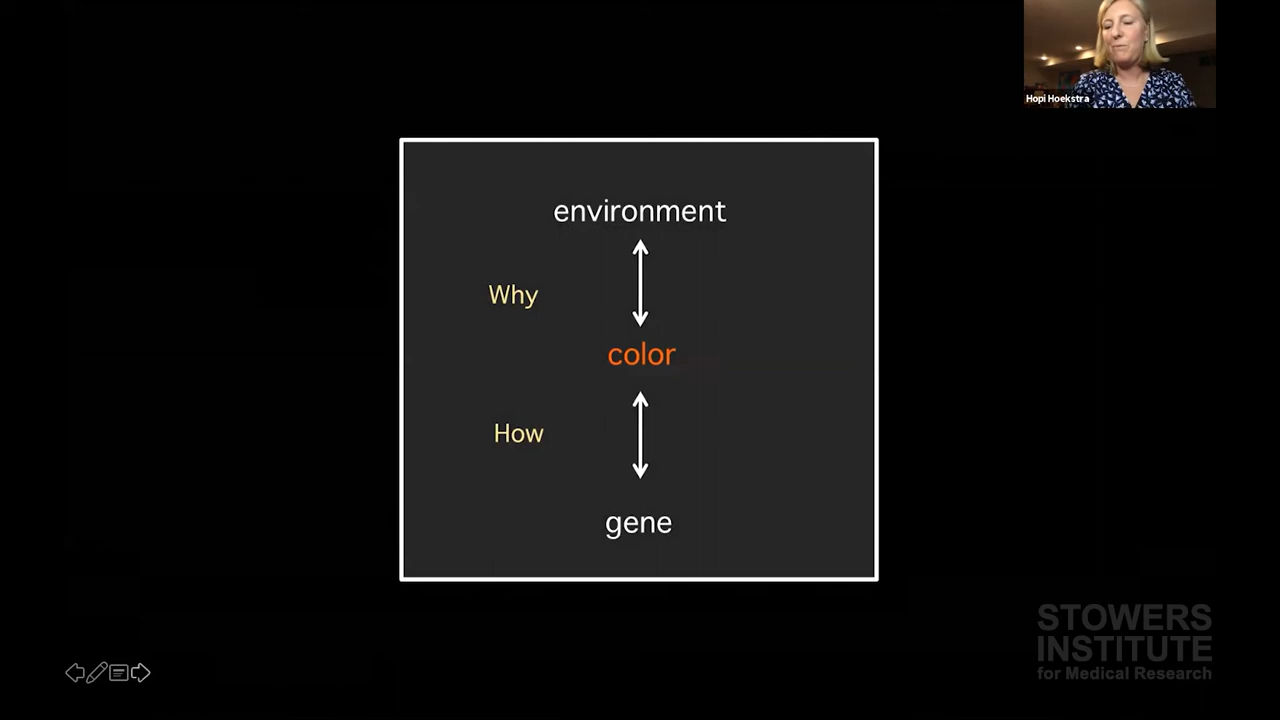 Hopi Hoekstra
environment
Why
color
How
gene
STOWERS
INSTITUTE
for Medical Research